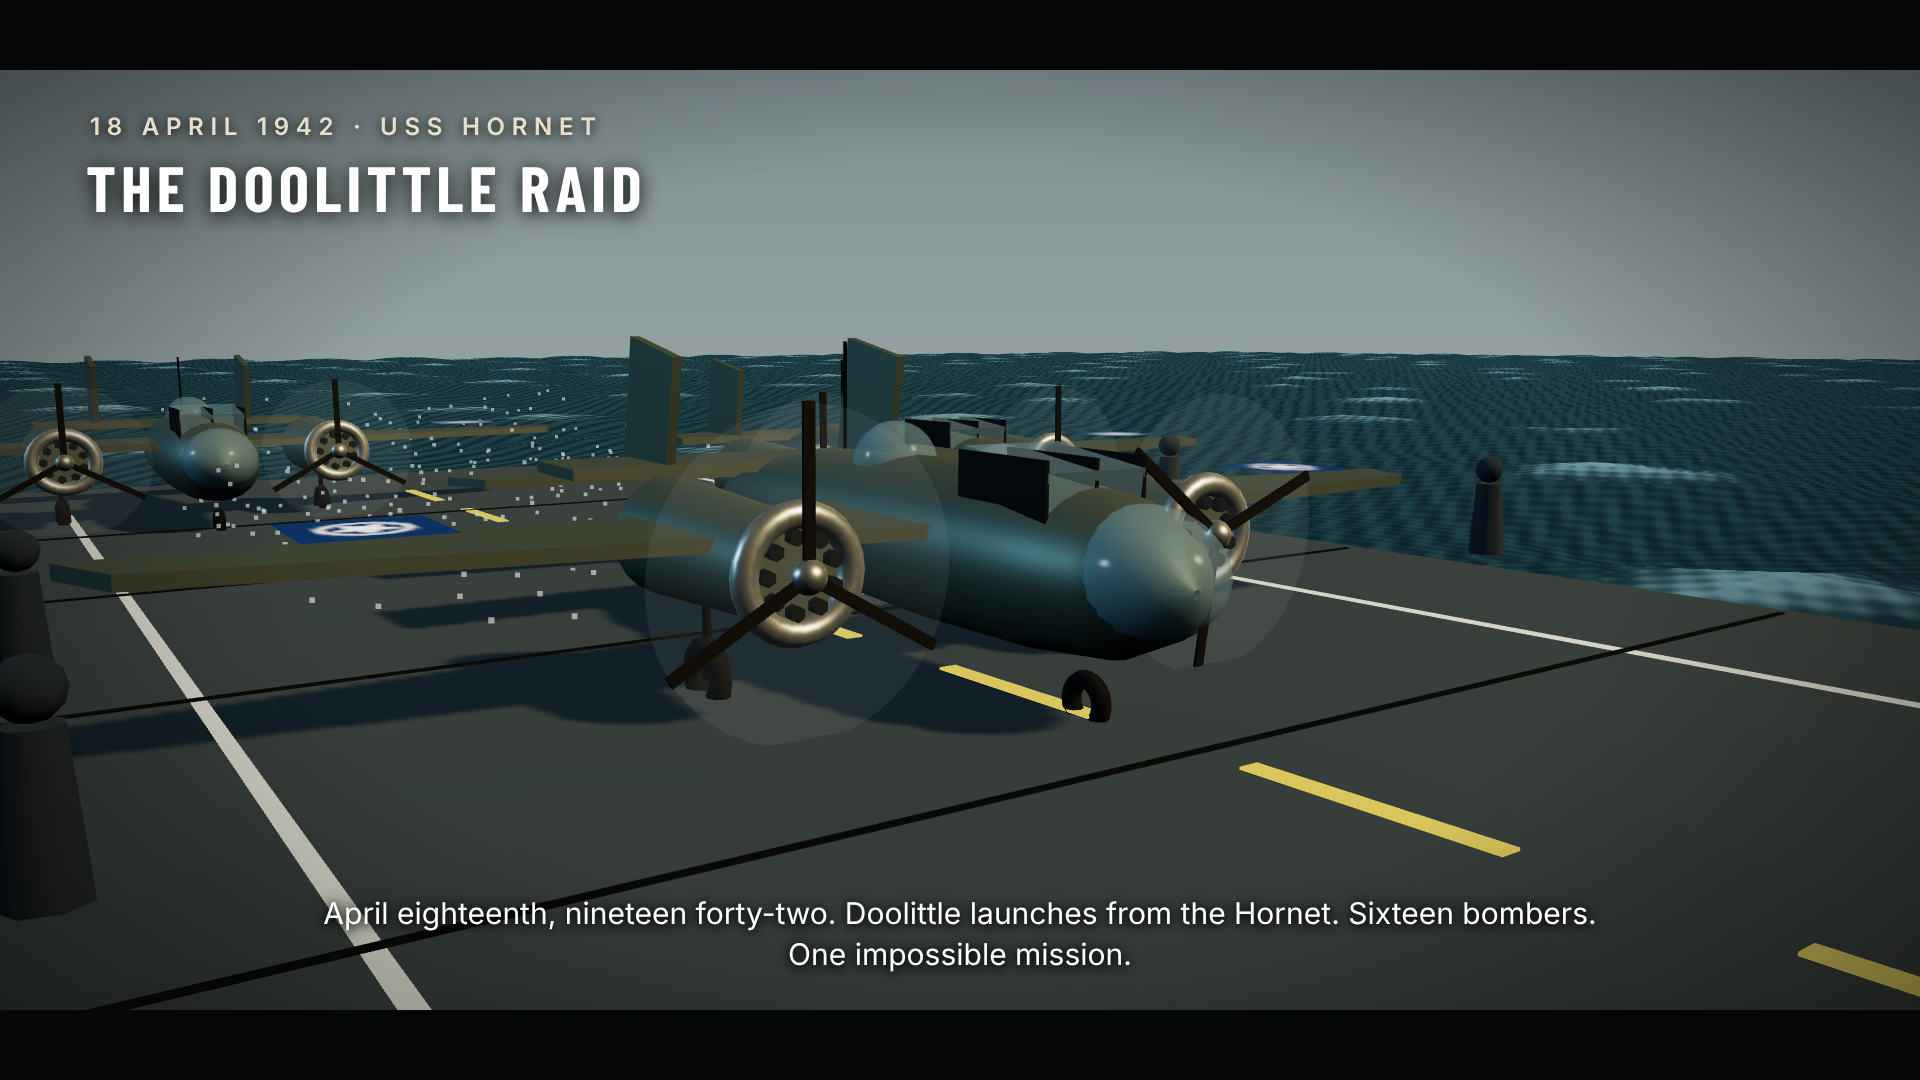 18 APRIL 1942 · USS HORNET
THE DOOLITTLE RAID
April eighteenth, nineteen forty-two. Doolittle launches from the Hornet. Sixteen bombers.
One impossible mission.